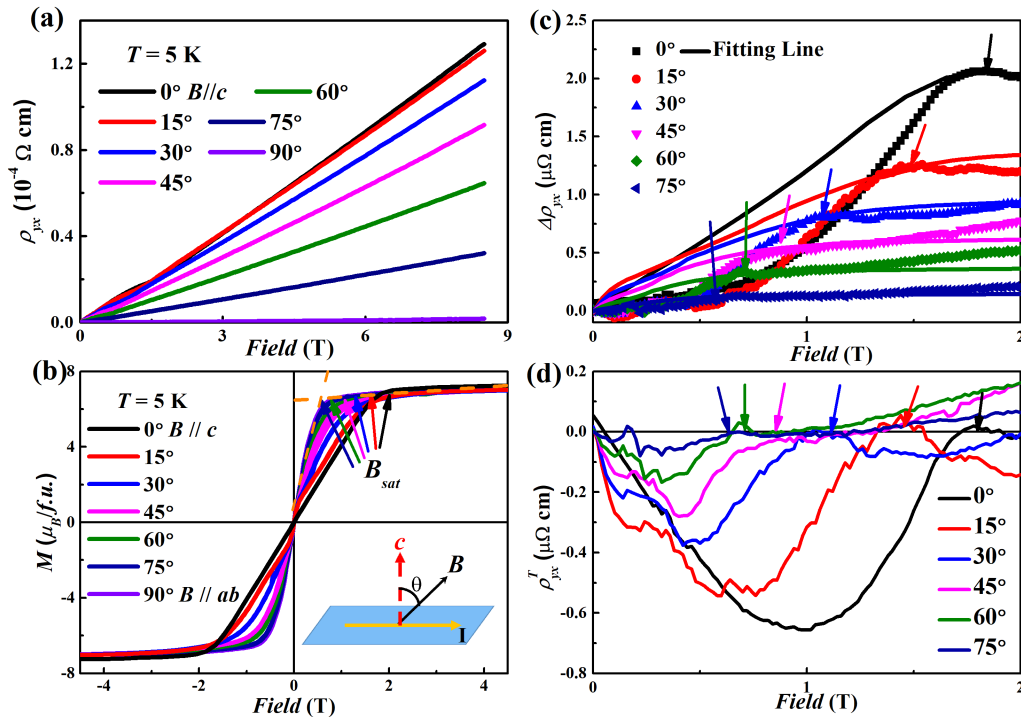 (a)
T = 5 K
0° B//c
60°
15°
75°
30°
90°
45°
ρyx (10⁻⁴ Ω cm)
1.2
0.8
0.4
0.0
0
3
6
9
Field (T)
(c)
0°
Fitting Line
15°
30°
45°
60°
75°
Δρyx (μΩ cm)
2.5
2.0
1.5
1.0
0.5
0.0
0
1
2
Field (T)
(b)
T = 5 K
0° B // c
15°
30°
45°
60°
75°
90° B // ab
Bsat
c
B
θ
I
M (μB/f.u.)
8
4
0
-4
-8
-4
-2
0
2
4
Field (T)
(d)
0°
15°
30°
45°
60°
75°
ρᵀyx (μΩ cm)
0.2
0.0
-0.2
-0.4
-0.6
-0.8
0
1
2
Field (T)